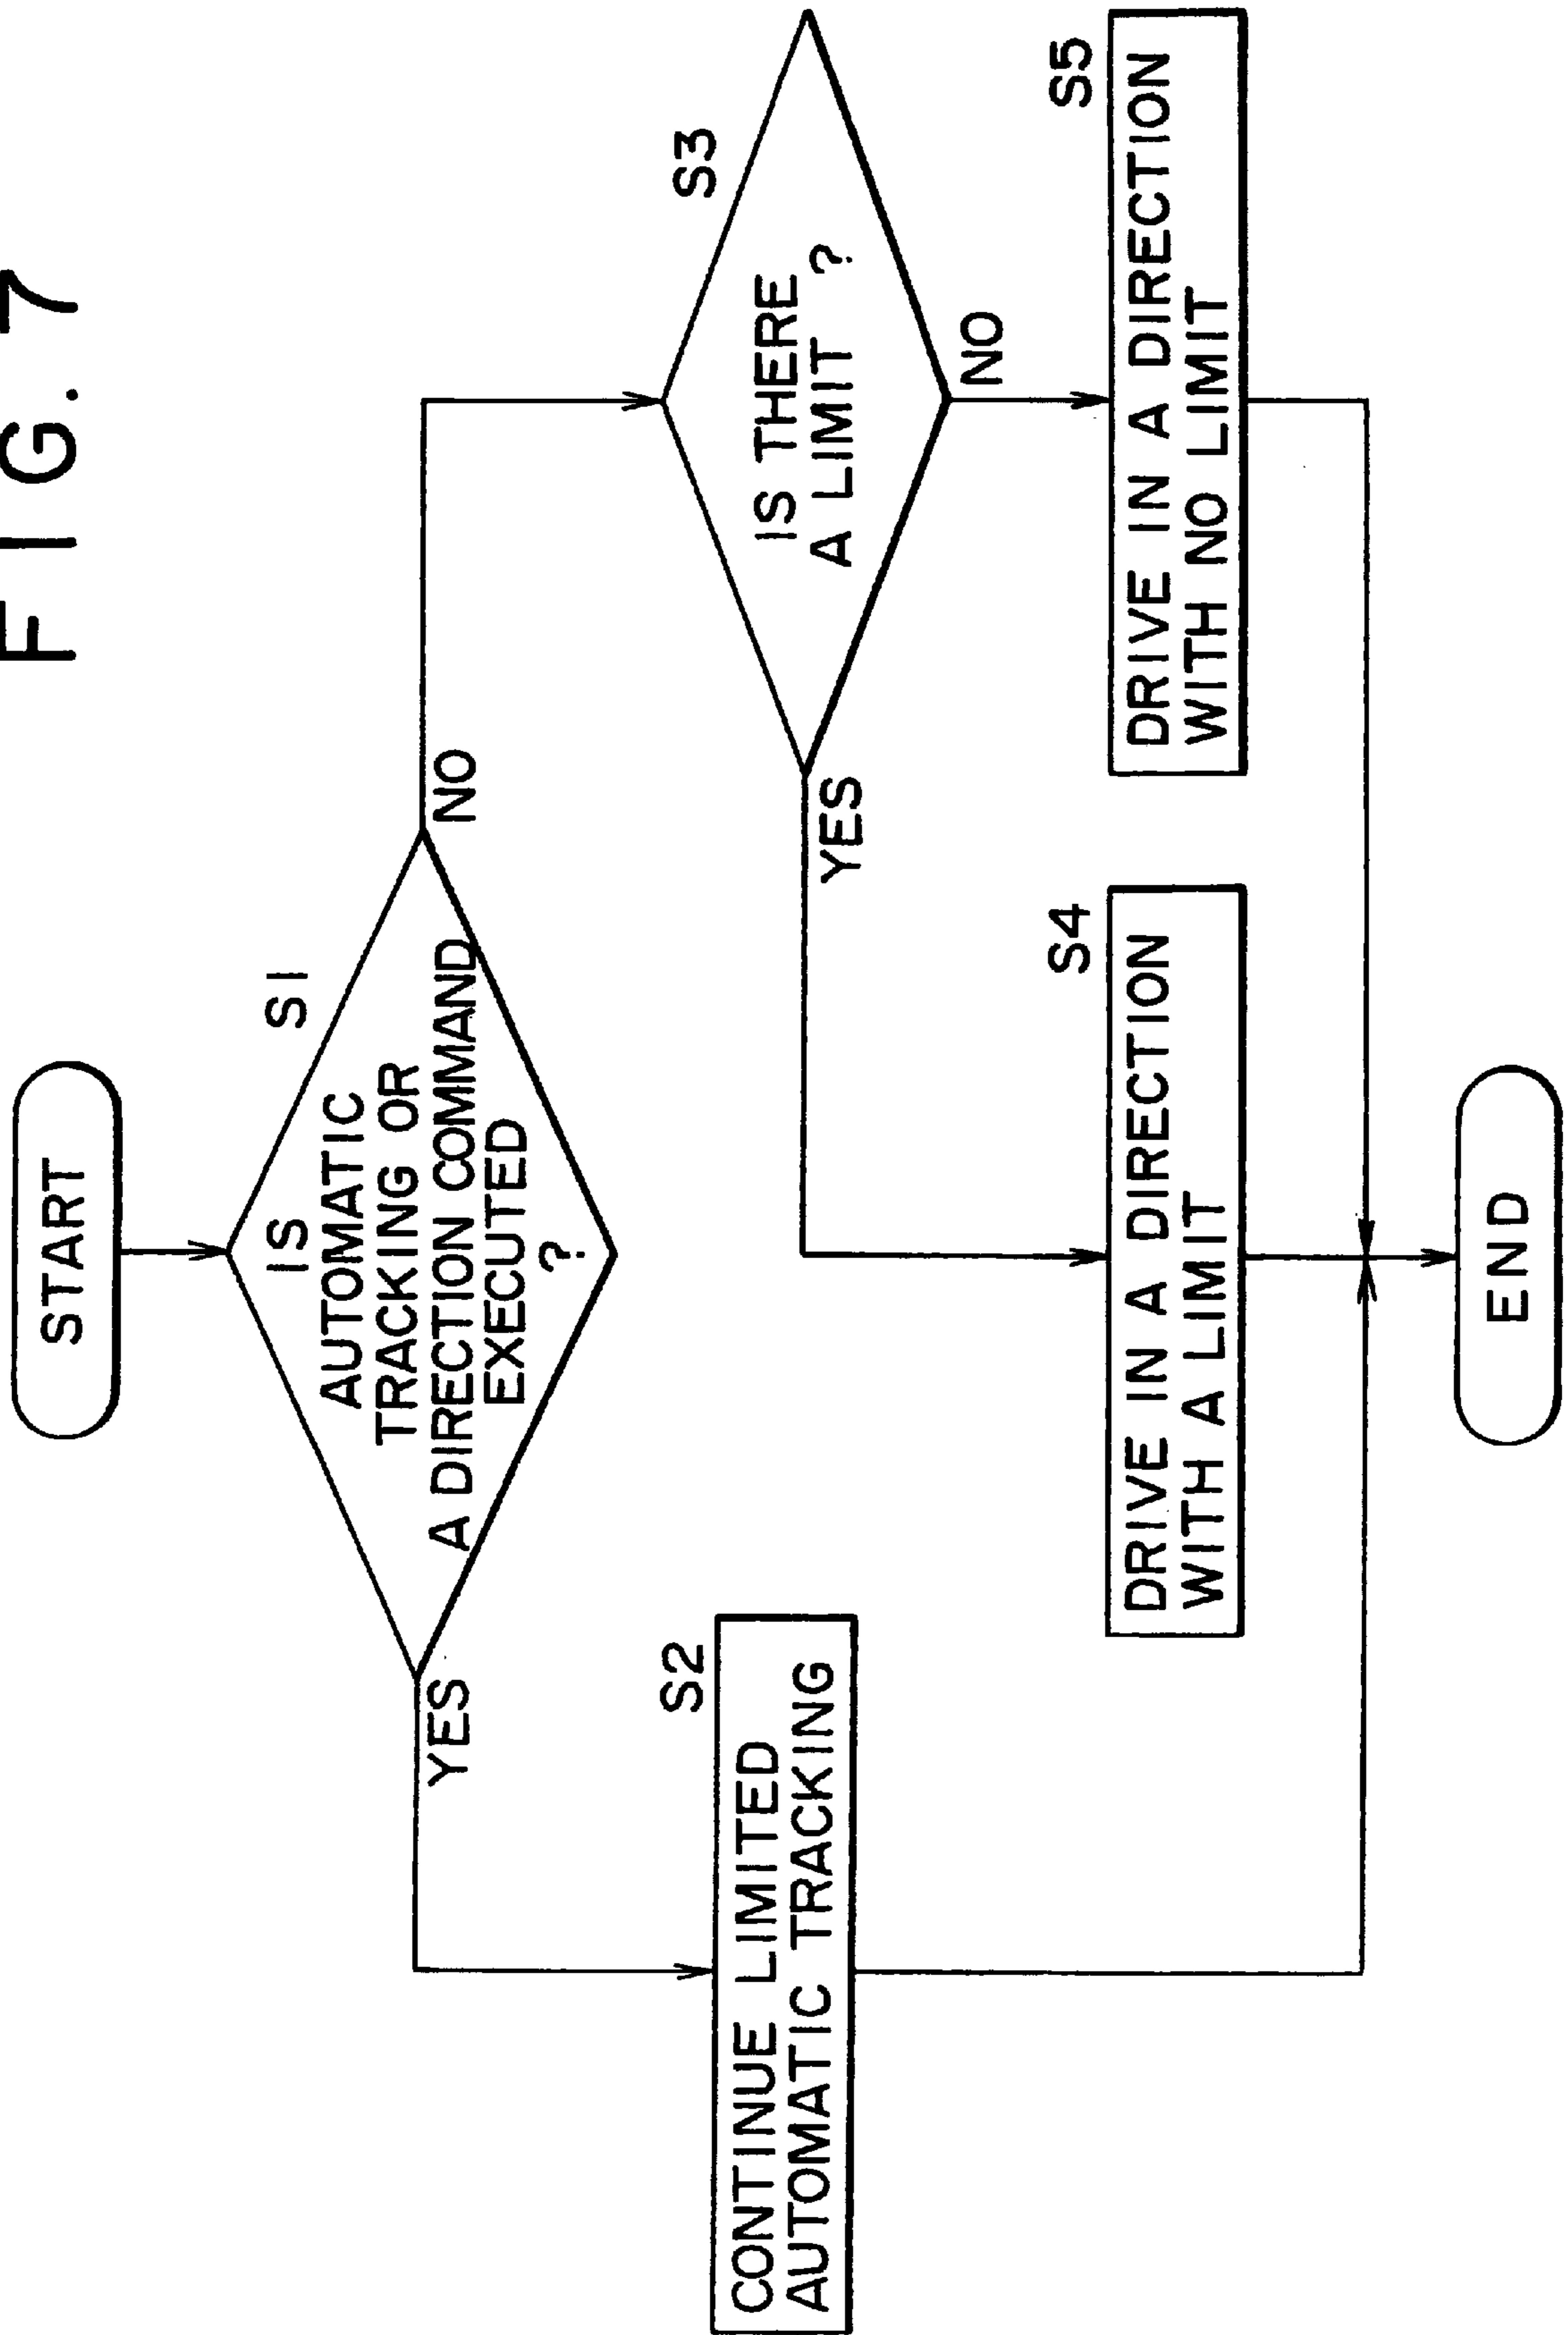 FIG. 7
START
S1
IS
AUTOMATIC
TRACKING OR
A DIRECTION COMMAND
EXECUTED
?
YES
NO
S2
CONTINUE LIMITED
AUTOMATIC TRACKING
S3
IS THERE
A LIMIT ?
YES
NO
S4
DRIVE IN A DIRECTION
WITH A LIMIT
S5
DRIVE IN A DIRECTION
WITH NO LIMIT
END